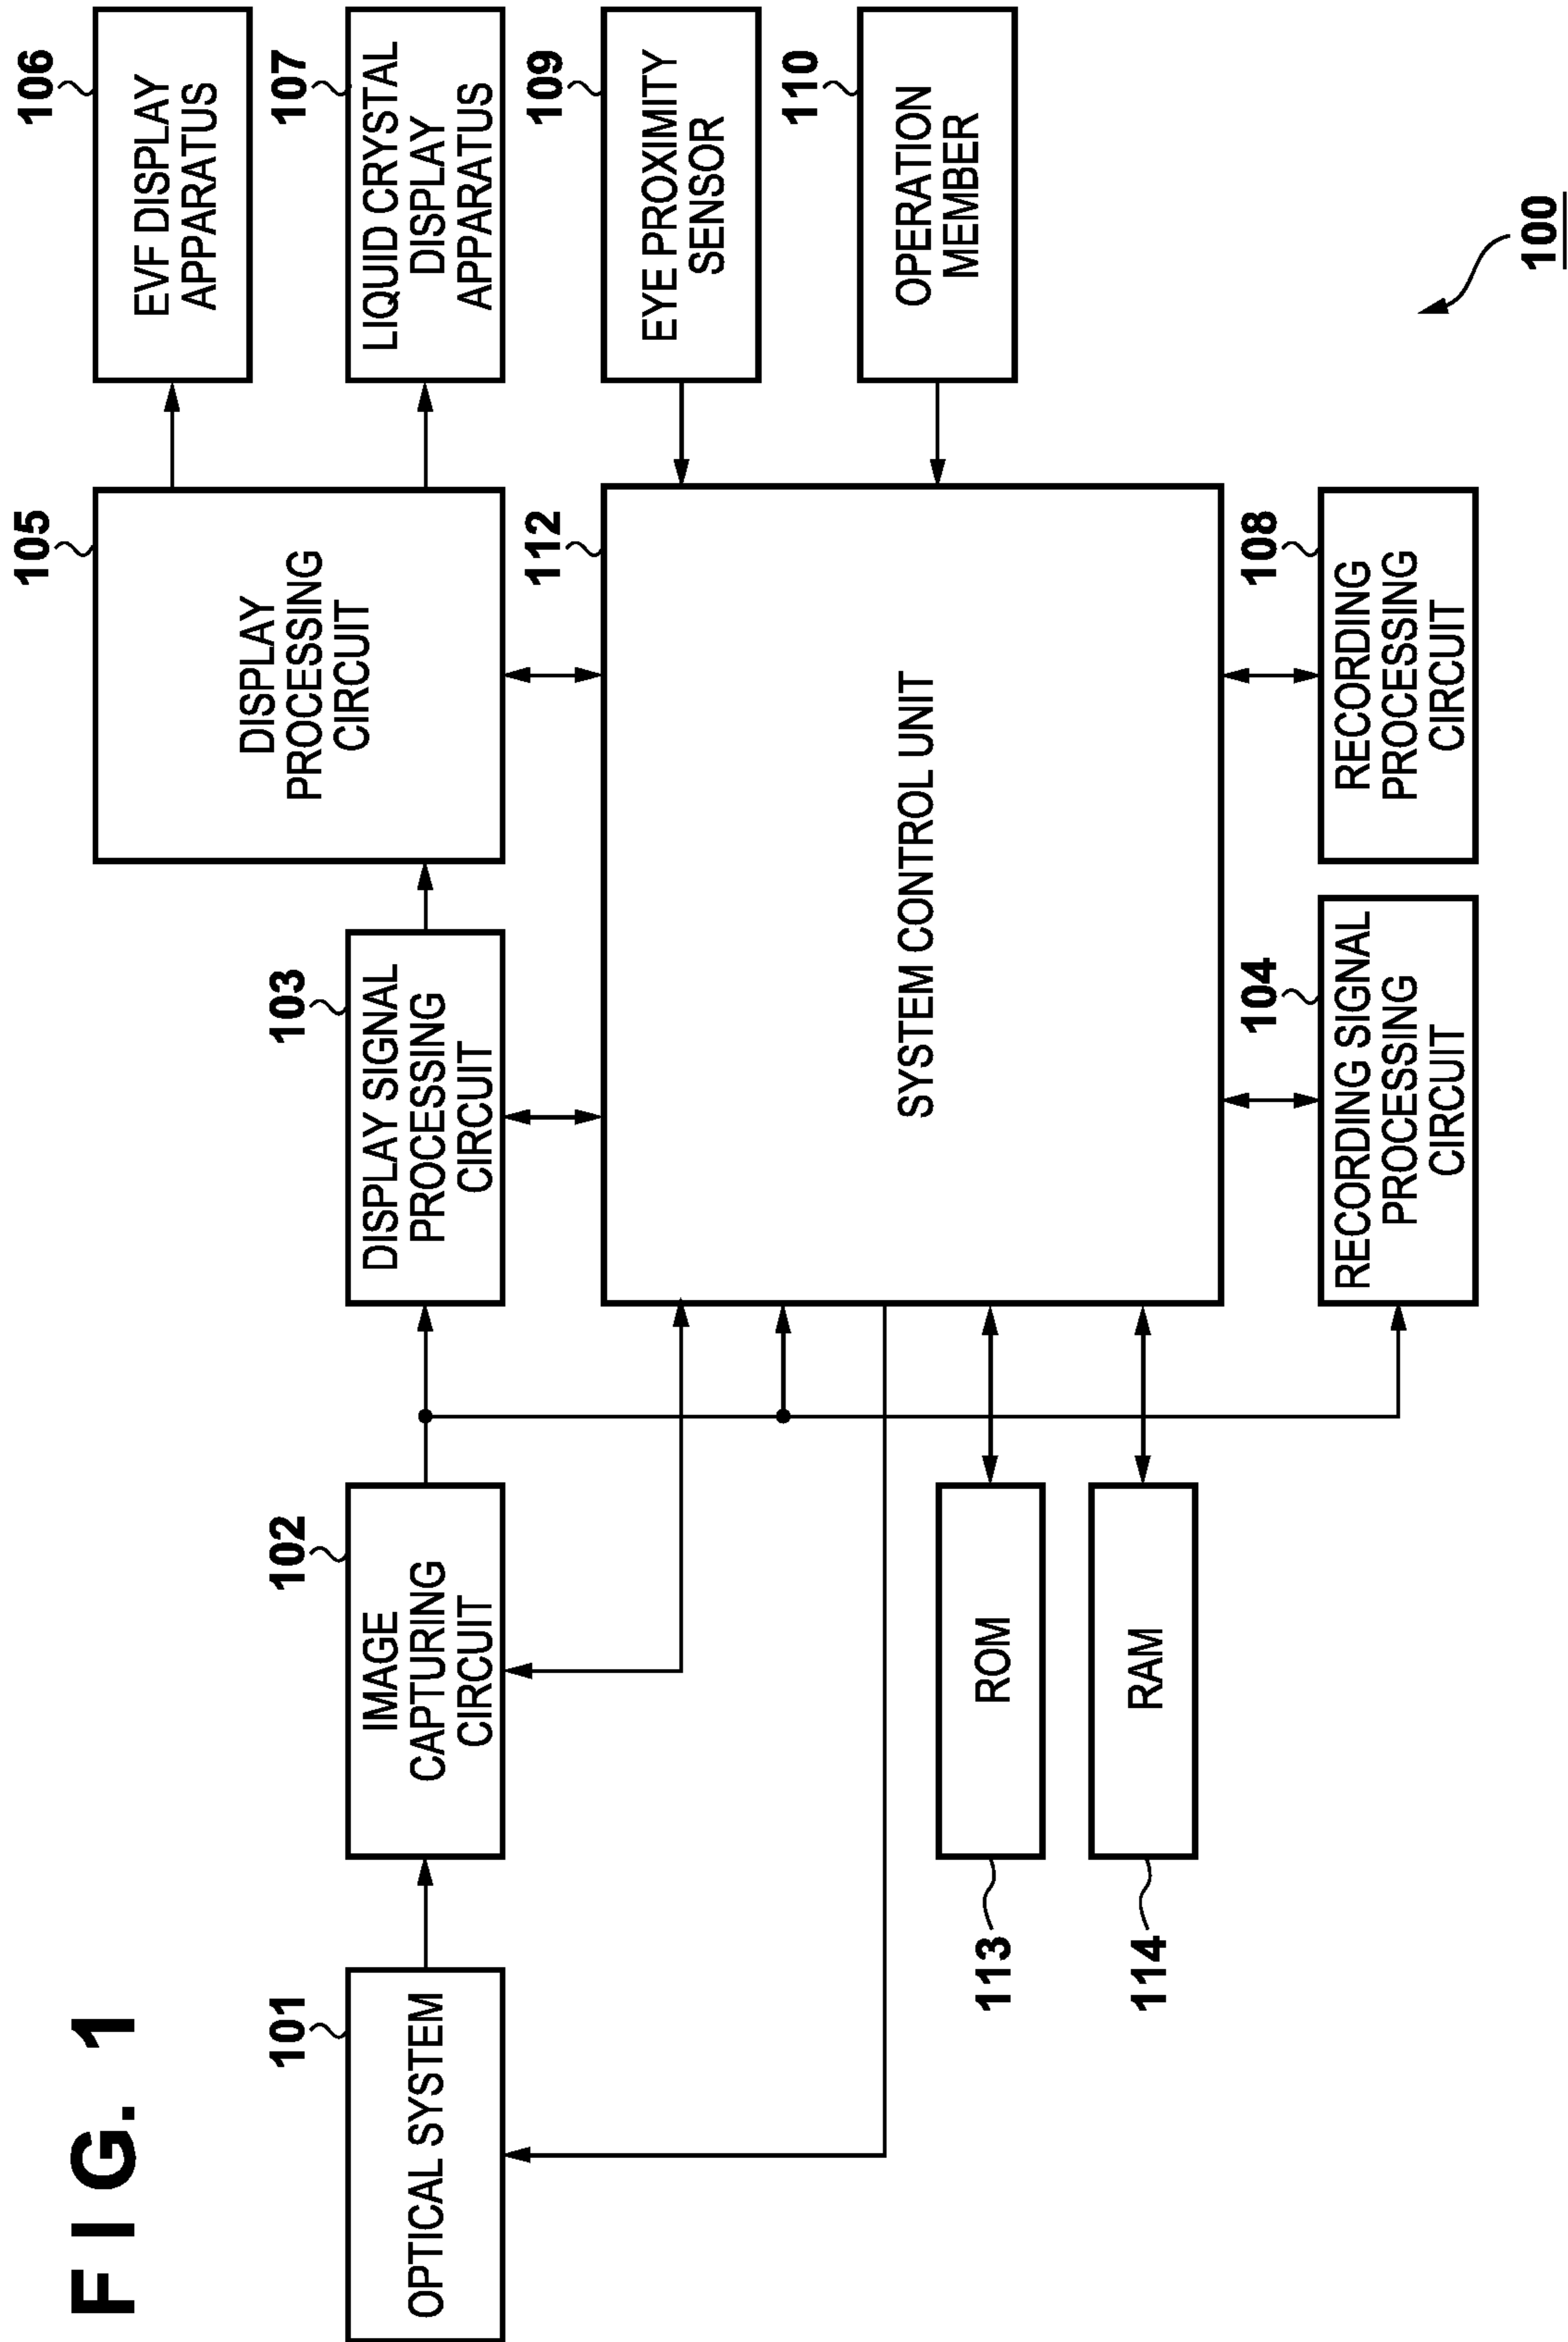 FIG. 1
106
EVF DISPLAY
APPARATUS
105
DISPLAY
PROCESSING
CIRCUIT
101
OPTICAL SYSTEM
102
IMAGE
CAPTURING
CIRCUIT
103
DISPLAY SIGNAL
PROCESSING
CIRCUIT
107
LIQUID CRYSTAL
DISPLAY
APPARATUS
112
SYSTEM CONTROL UNIT
109
EYE PROXIMITY
SENSOR
110
OPERATION
MEMBER
113
ROM
114
RAM
104
RECORDING SIGNAL
PROCESSING
CIRCUIT
108
RECORDING
PROCESSING
CIRCUIT
100